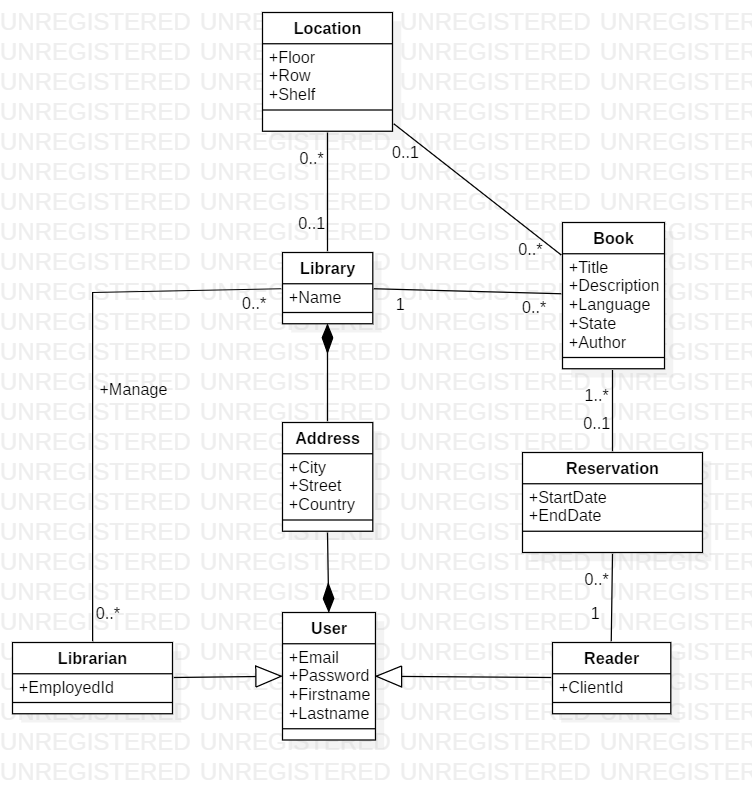 UNREGISTERED
Location
+Floor
+Row
+Shelf
0..*
0..1
0..1
0..*
Book
+Title
+Description
+Language
+State
+Author
Library
+Name
0..*
1
0..*
+Manage
1..*
0..1
Address
+City
+Street
+Country
Reservation
+StartDate
+EndDate
0..*
1
0..*
Librarian
+EmployedId
User
+Email
+Password
+Firstname
+Lastname
Reader
+ClientId